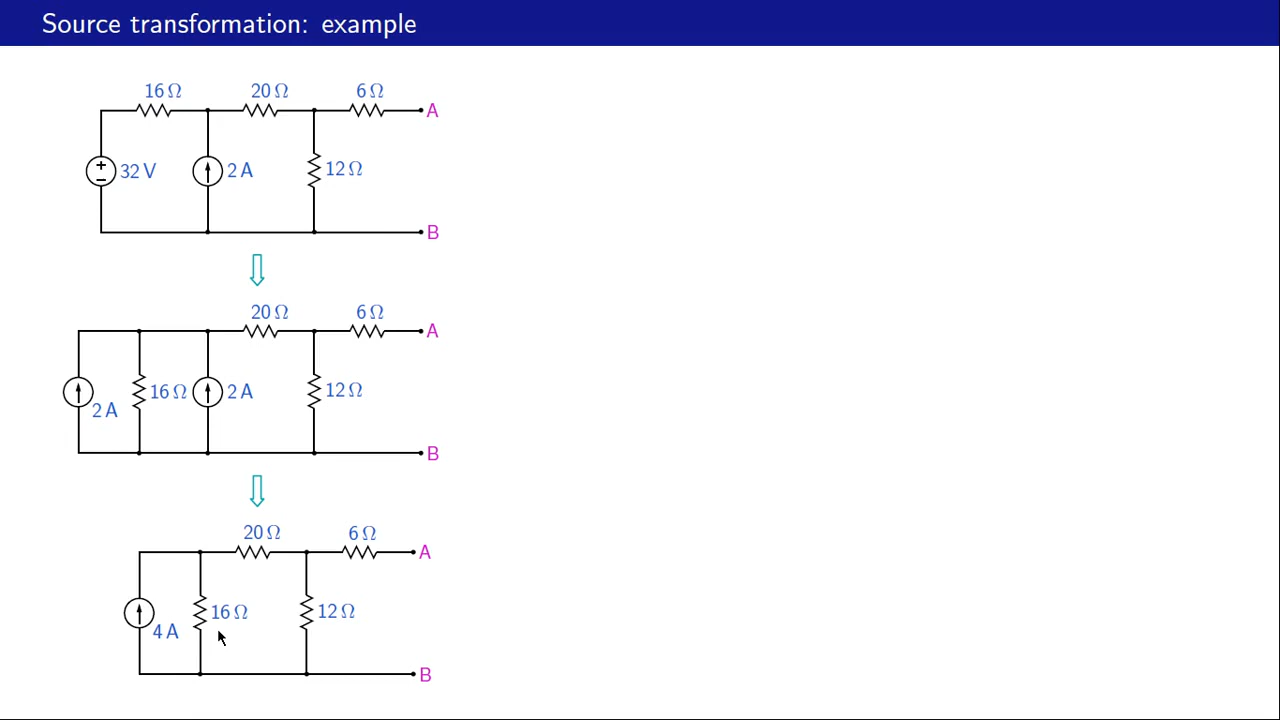 Source transformation: example
16 Ω 20 Ω 6 Ω
A
32 V 2 A 12 Ω
B
20 Ω 6 Ω
A
16 Ω 2 A 12 Ω
2 A
B
20 Ω 6 Ω
A
16 Ω 12 Ω
4 A
B